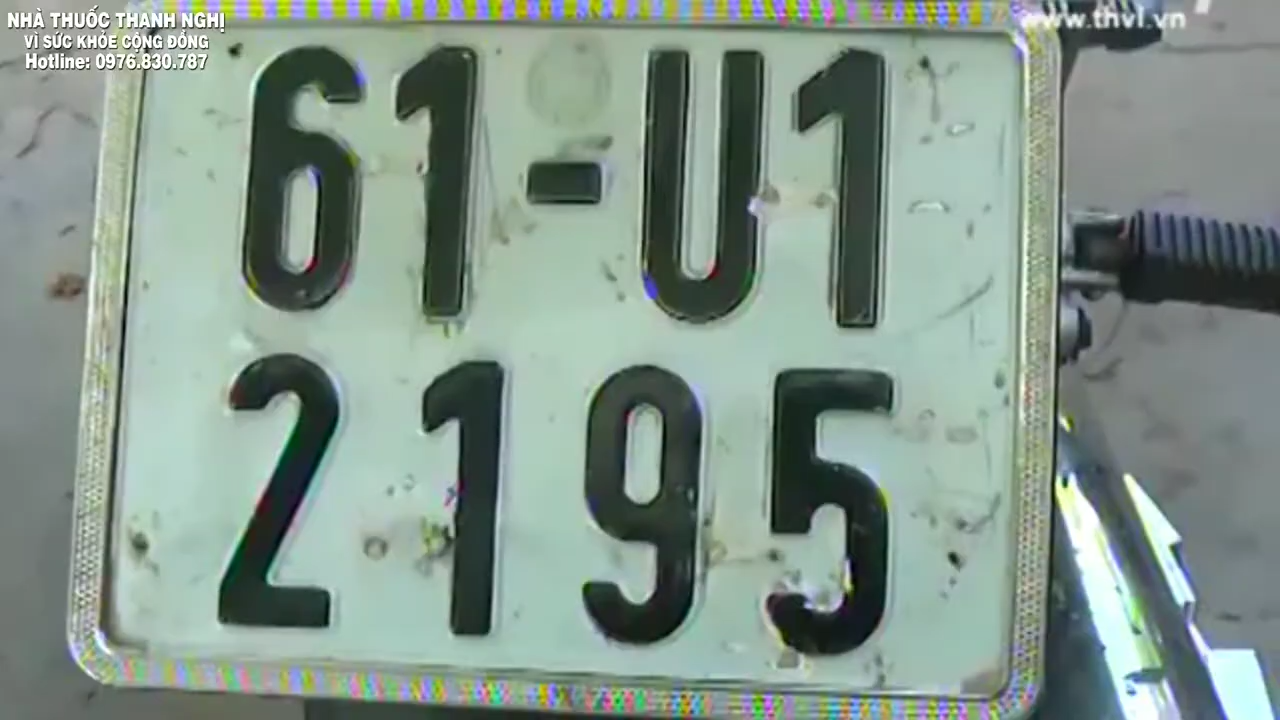 NHÀ THUỐC THANH NGHỊ
VÌ SỨC KHỎE CỘNG ĐỒNG
Hotline: 0976.830.787
www.thvl.vn
61-U1
2195